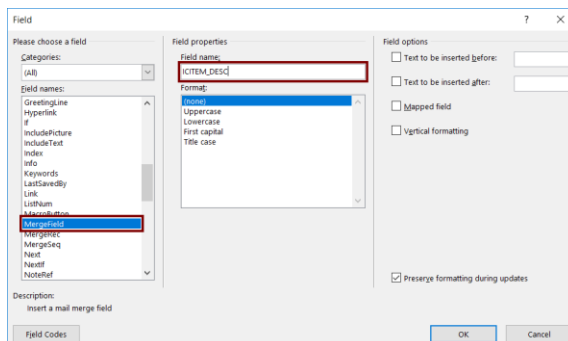 Field
? ×
Please choose a field
Categories:
(All)
Field names:
GreetingLine
Hyperlink
If
IncludePicture
IncludeText
Index
Info
Keywords
LastSavedBy
Link
ListNum
MacroButton
MergeField
MergeRec
MergeSeq
Next
NextIf
NoteRef
Field properties
Field name:
ICITEM_DESC
Format:
(none)
Uppercase
Lowercase
First capital
Title case
Field options
Text to be inserted before:
Text to be inserted after:
Mapped field
Vertical formatting
Preserve formatting during updates
Description:
Insert a mail merge field
Field Codes
OK
Cancel